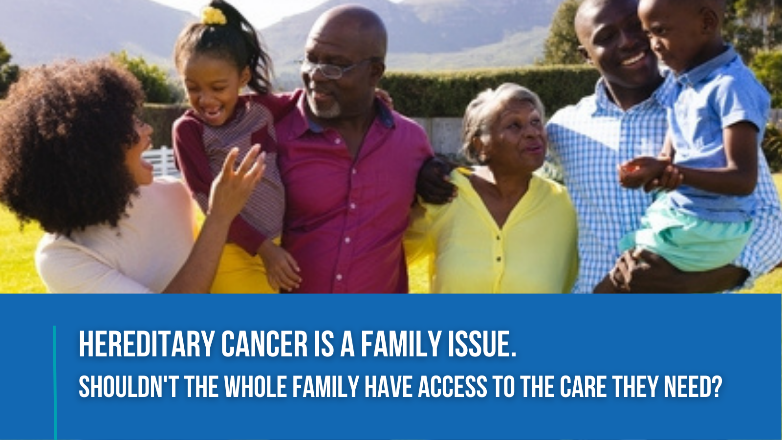 HEREDITARY CANCER IS A FAMILY ISSUE.
SHOULDN'T THE WHOLE FAMILY HAVE ACCESS TO THE CARE THEY NEED?